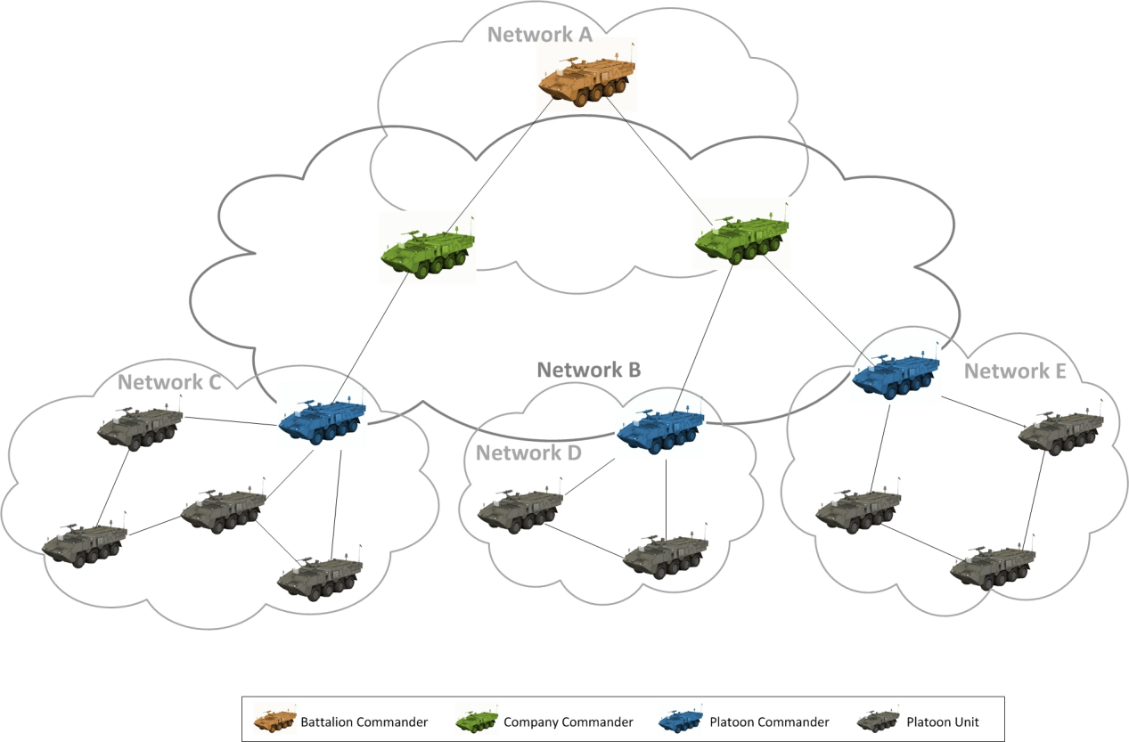 Network A
Network B
Network C
Network E
Network D
Battalion Commander
Company Commander
Platoon Commander
Platoon Unit